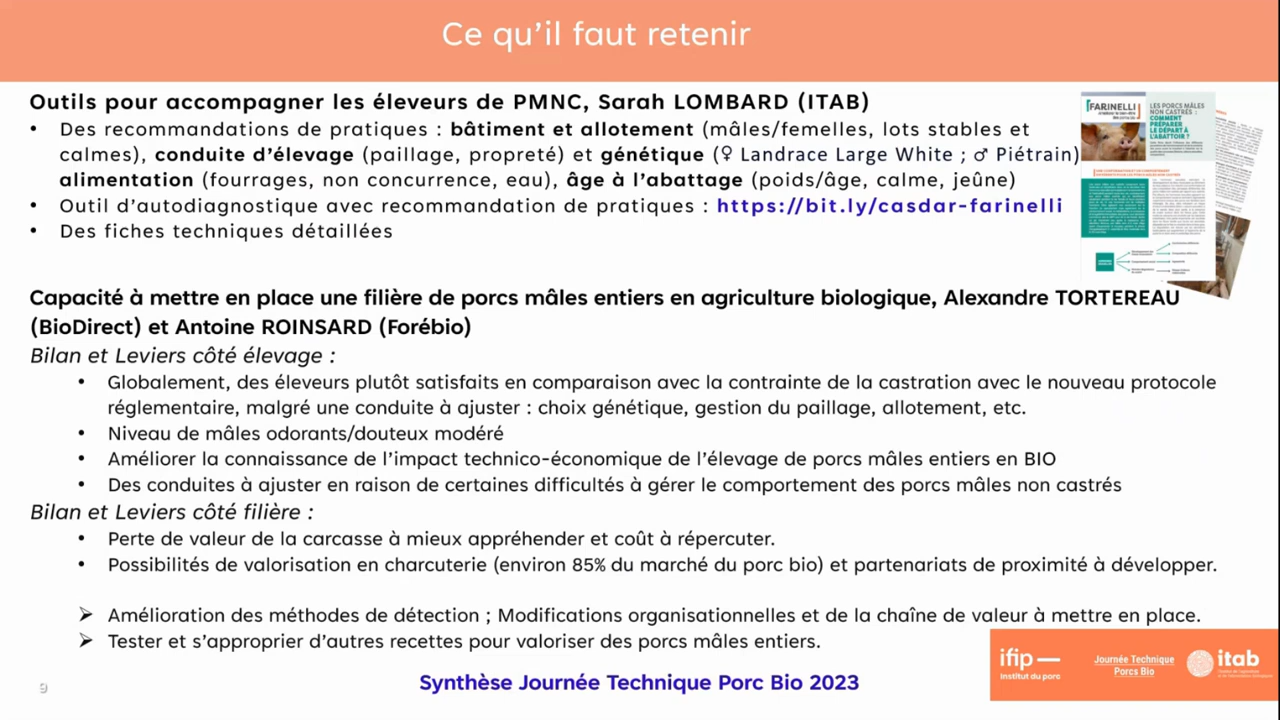 Ce qu'il faut retenir
Outils pour accompagner les éleveurs de PMNC, Sarah LOMBARD (ITAB)
• Des recommandations de pratiques : bâtiment et allotement (mâles/femelles, lots stables et
calmes), conduite d'élevage (paillage, propreté) et génétique (♀ Landrace Large White ; ♂ Piétrain)
alimentation (fourrages, non concurrence, eau), âge à l'abattage (poids/
• Outil d'autodiagnostique avec de pratiques : https://bit.ly/
• Des fiches techniques détaillées
FARINELLI
LES PORCS MÂLES
NON CASTRÉS :
COMMENT
PRÉPARER
LE DÉPART À
L'ABATTOIR ?
Capacité à mettre en place une filière de porcs mâles entiers en agriculture biologique, Alexandre TORTEREAU
(BioDirect) et Antoine ROINSARD (Forébio)
Bilan et Leviers côté élevage :
• Globalement, des éleveurs plutôt satisfaits en comparaison avec la contrainte de la castration avec le nouveau protocole
réglementaire, malgré une conduite à ajuster : choix génétique, gestion du paillage, allotement, etc.
• Niveau de mâles odorants/douteux modéré
• Améliorer la connaissance de l'impact technico-économique de l'élevage de porcs mâles entiers en BIO
• Des conduites à ajuster en raison de certaines difficultés à gérer le comportement des porcs mâles non castrés
Bilan et Leviers côté filière :
• Perte de valeur de la carcasse à mieux appréhender et coût à répercuter.
• Possibilités de valorisation en charcuterie (environ 85% du marché du porc bio) et partenariats de proximité à développer.
➢ Amélioration des méthodes de détection ; Modifications organisationnelles et de la chaîne de valeur à mettre en place.
➢ Tester et s'approprier d'autres recettes pour valoriser des porcs mâles entiers.
9
Synthèse Journée Technique Porc Bio 2023
ifip
Institut du porc
Journée Technique
Porcs Bio
itab